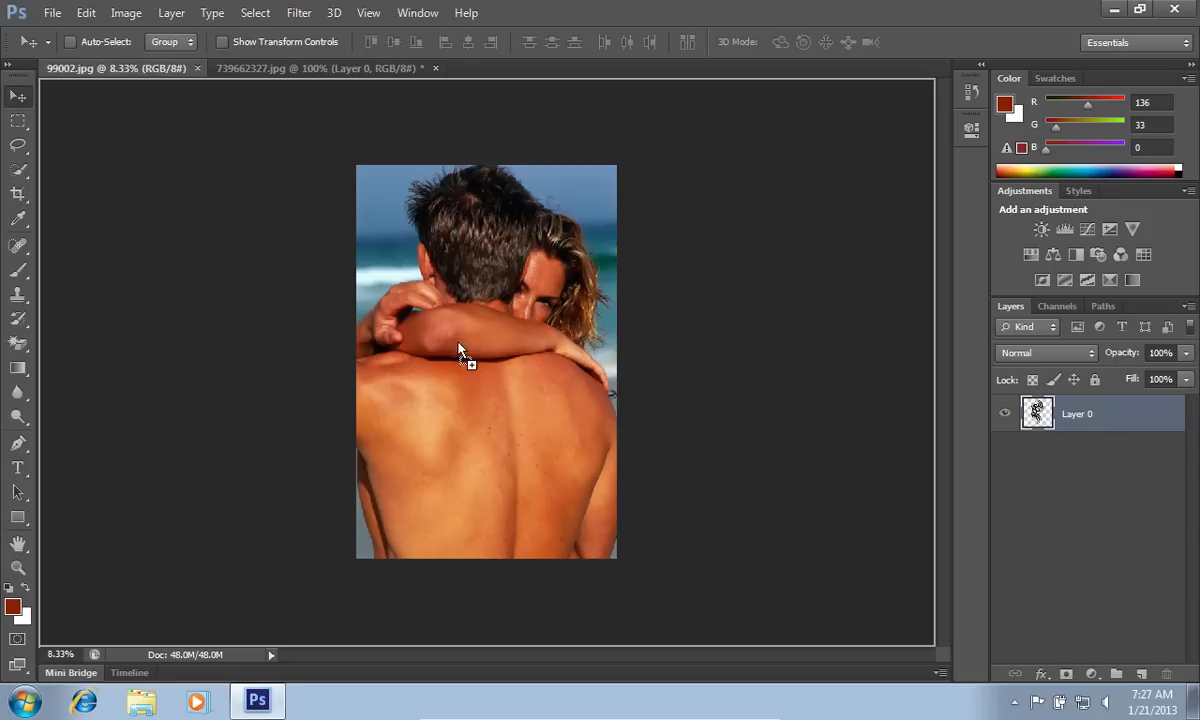 Ps File Edit Image Layer Type Select Filter 3D View Window Help
Auto-Select: Group Show Transform Controls 3D Mode: Essentials
99002.jpg @ 8.33% (RGB/8#) × 739662327.jpg @ 100% (Layer 0, RGB/8#) * ×
Color Swatches
R 136
G 33
B 0
Adjustments Styles
Add an adjustment
Layers Channels Paths
Kind
Normal Opacity: 100%
Lock: Fill: 100%
Layer 0
8.33% Doc: 48.0M/48.0M
Mini Bridge Timeline
Ps
7:27 AM
1/21/2013